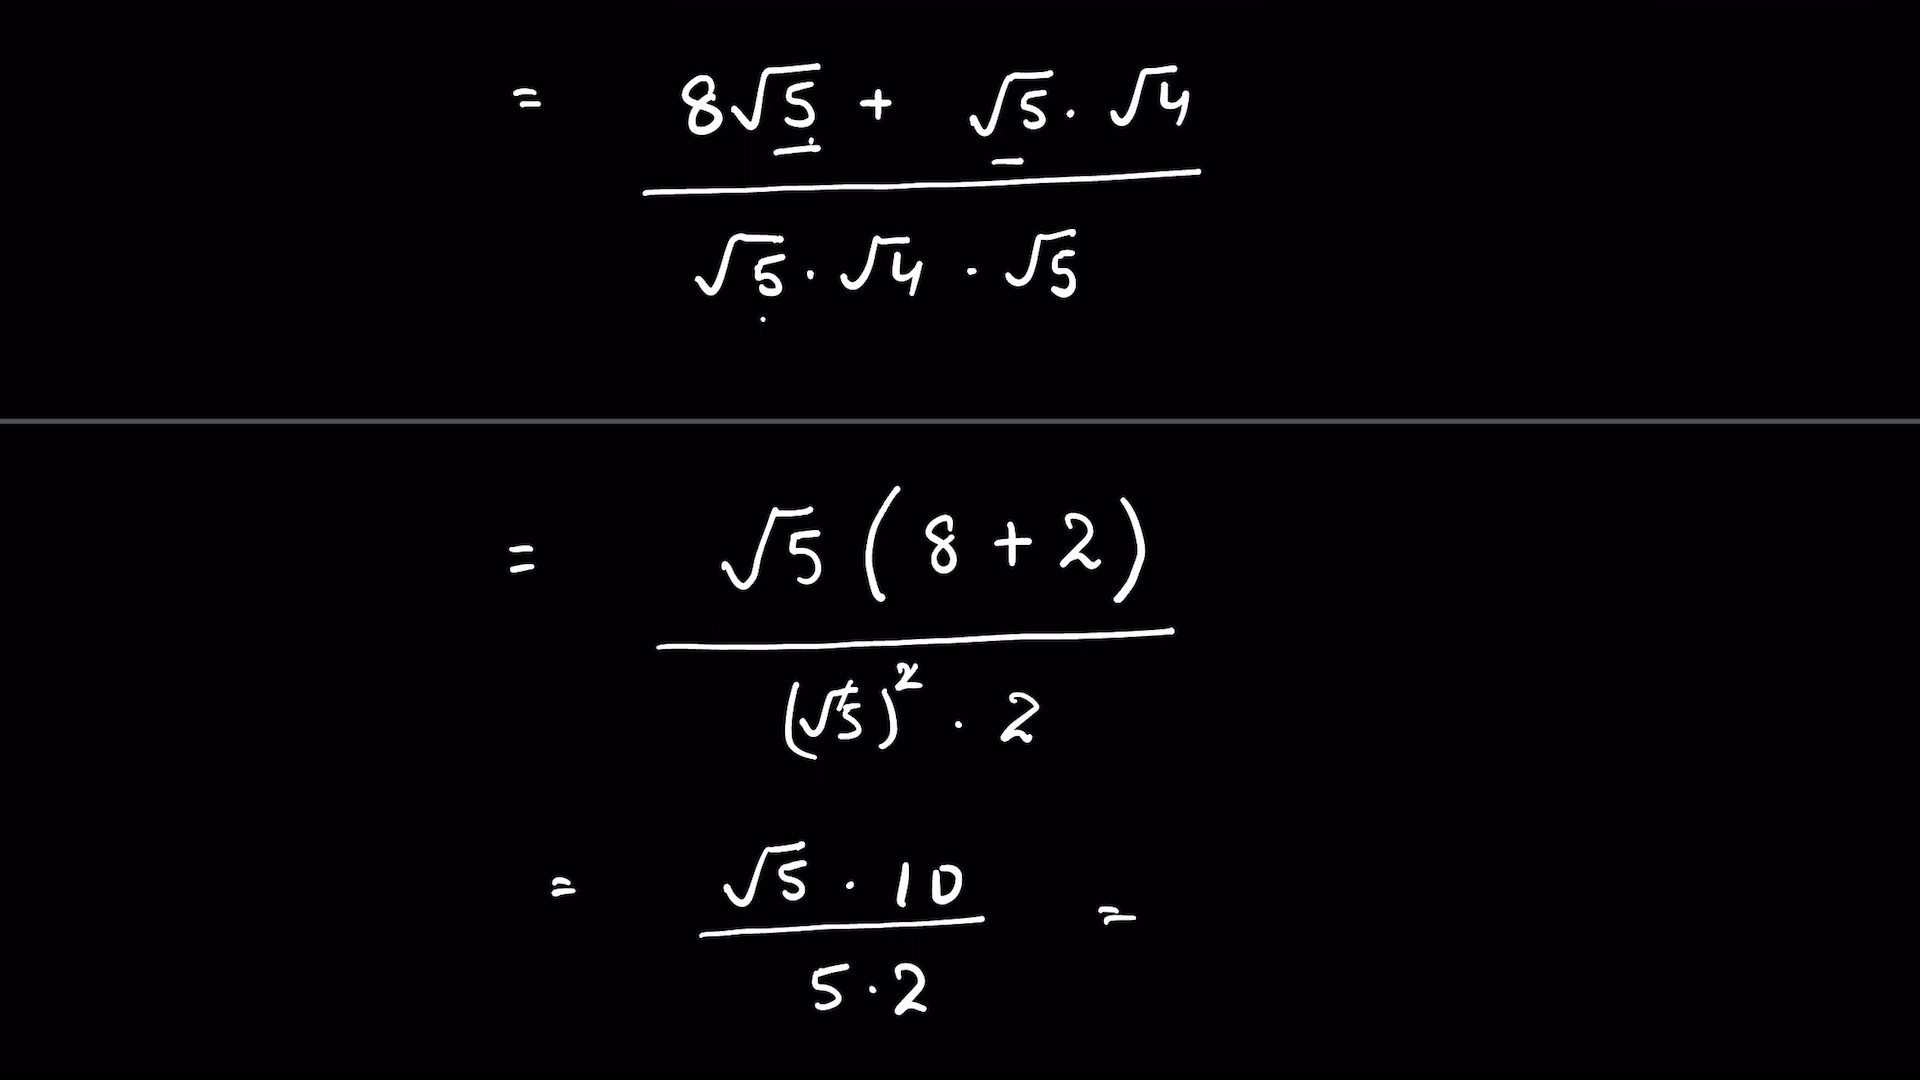 = 8√5 + √5 · √4
√5 · √4 · √5
= √5 ( 8 + 2 )
(√5)² · 2
= √5 · 10 =
5 · 2